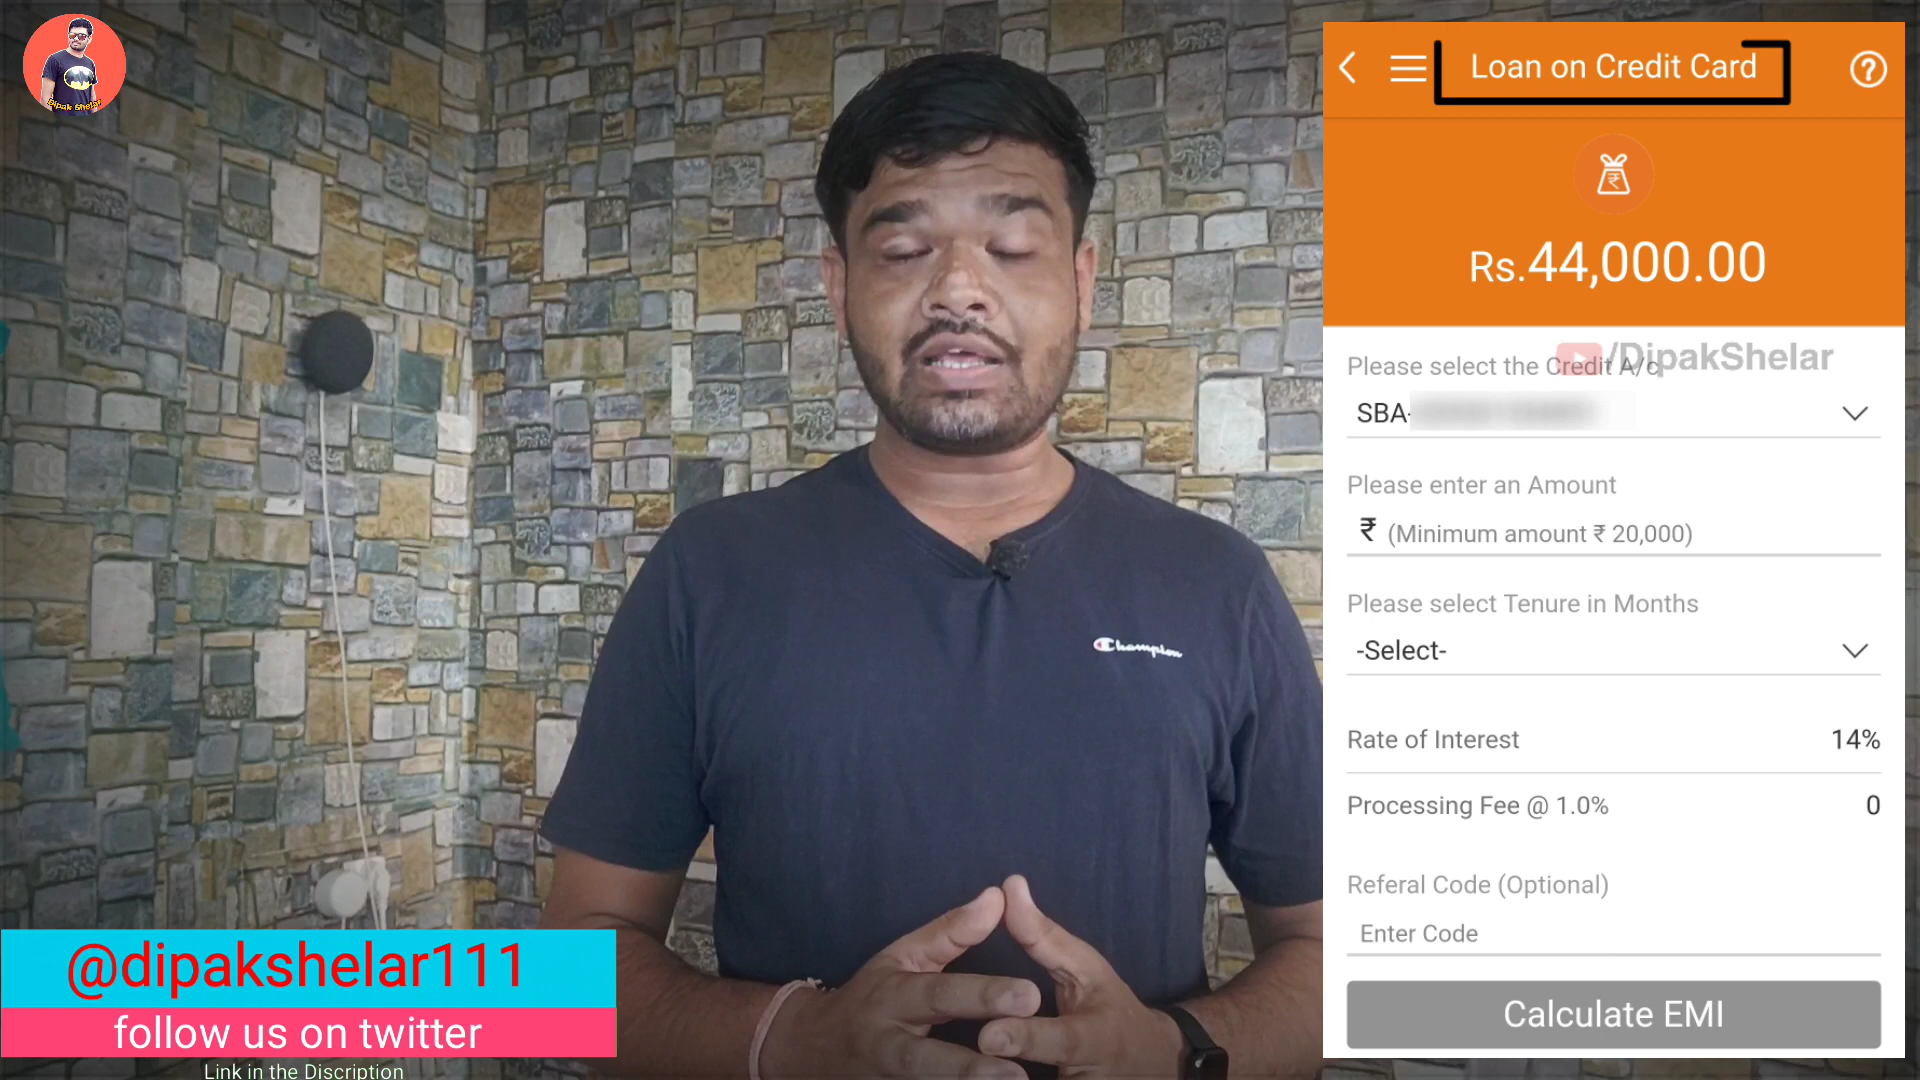 Dipak Shelar
Loan on Credit Card
?
₹
Rs.44,000.00
Please select the Credit A/c
/DipakShelar
SBA-
Please enter an Amount
₹ (Minimum amount ₹ 20,000)
Please select Tenure in Months
-Select-
Champion
Rate of Interest 14%
Processing Fee @ 1.0% 0
Referal Code (Optional)
Enter Code
Calculate EMI
@dipakshelar111
follow us on twitter
Link in the Discription